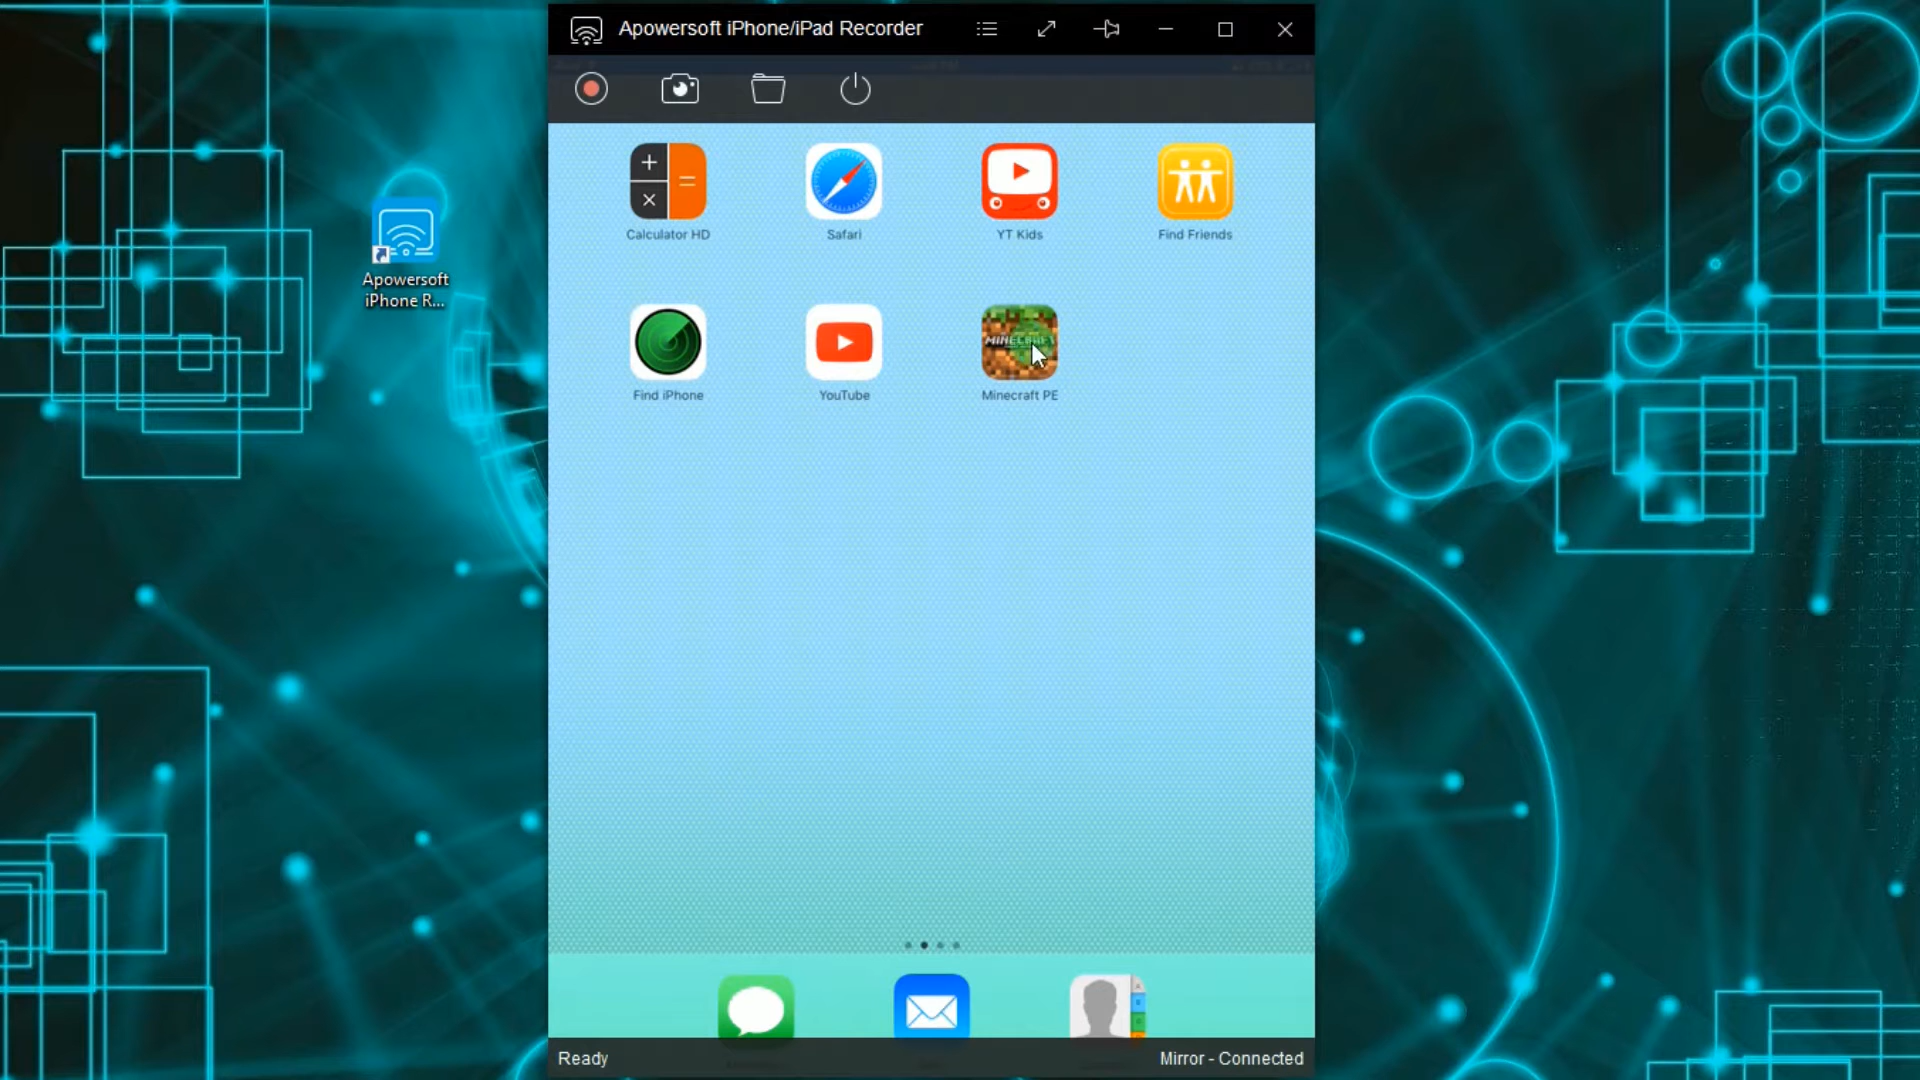 Apowersoft iPhone/iPad Recorder
Calculator HD
Safari
YT Kids
Find Friends
Apowersoft
iPhone R...
MINECRAFT
Find iPhone
YouTube
Minecraft PE
Ready
Mirror - Connected